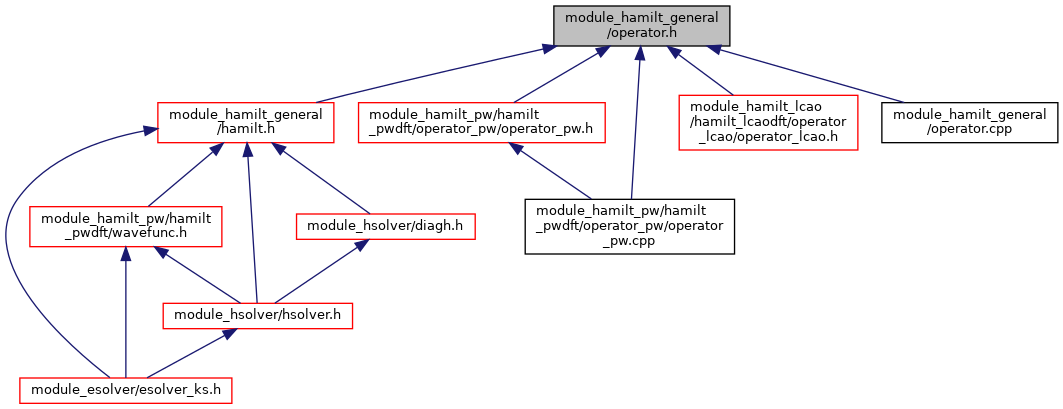 module_hamilt_general
/operator.h
module_hamilt_general
/hamilt.h
module_hamilt_pw/hamilt
_pwdft/operator_pw/operator_pw.h
module_hamilt_lcao
/hamilt_lcaodft/operator
_lcao/operator_lcao.h
module_hamilt_general
/operator.cpp
module_hamilt_pw/hamilt
_pwdft/wavefunc.h
module_hsolver/diagh.h
module_hamilt_pw/hamilt
_pwdft/operator_pw/operator
_pw.cpp
module_hsolver/hsolver.h
module_esolver/esolver_ks.h